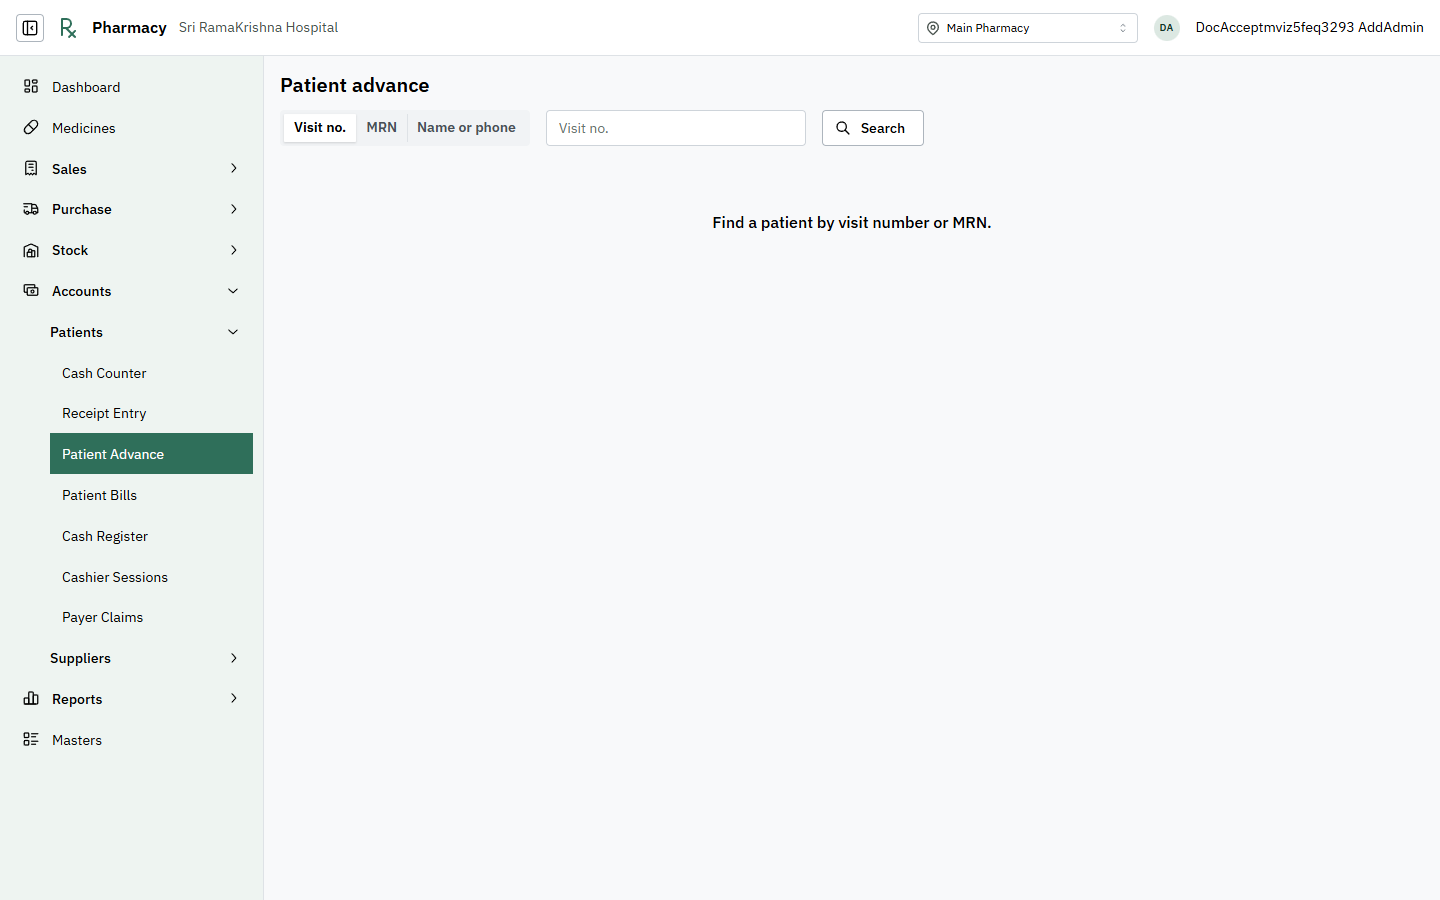 Pharmacy
Sri RamaKrishna Hospital
Main Pharmacy
DA
DocAcceptmviz5feq3293 AddAdmin
Dashboard
Medicines
Sales
Purchase
Stock
Accounts
Patients
Cash Counter
Receipt Entry
Patient Advance
Patient Bills
Cash Register
Cashier Sessions
Payer Claims
Suppliers
Reports
Masters
Patient advance
Visit no.
MRN
Name or phone
Visit no.
Search
Find a patient by visit number or MRN.